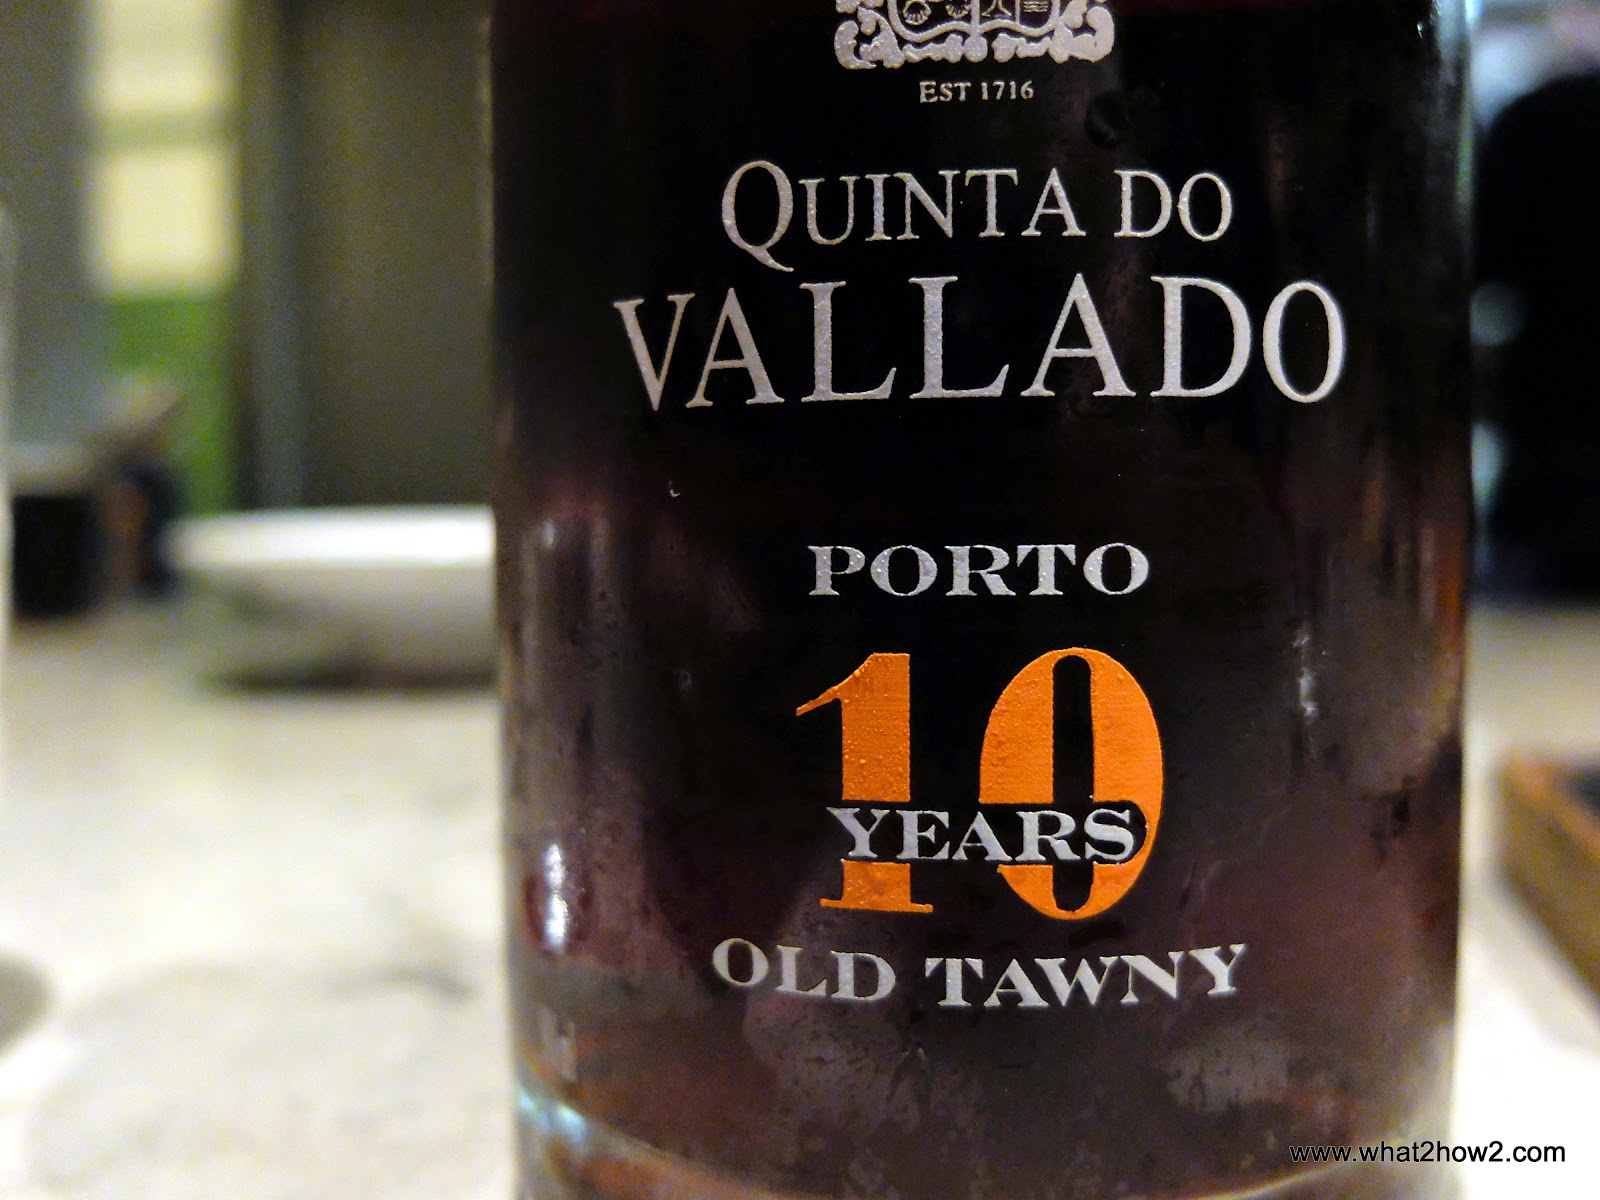 EST 1716
QUINTA DO
VALLADO
PORTO
10
YEARS
OLD TAWNY
www.what2how2.com